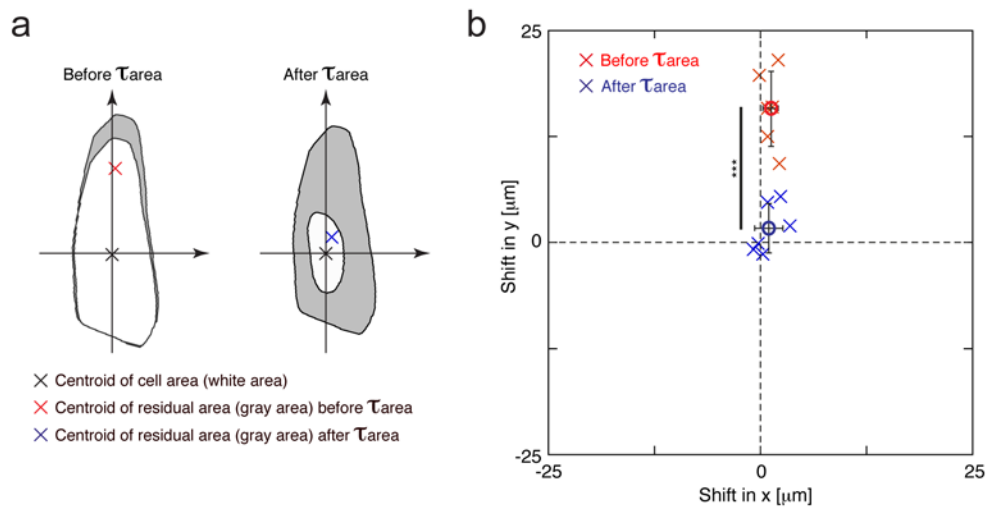 a
Before τarea
After τarea
Centroid of cell area (white area)
Centroid of residual area (gray area) before τarea
Centroid of residual area (gray area) after τarea
b
25
Before τarea
After τarea
***
Shift in y [μm]
0
-25
-25
0
25
Shift in x [μm]